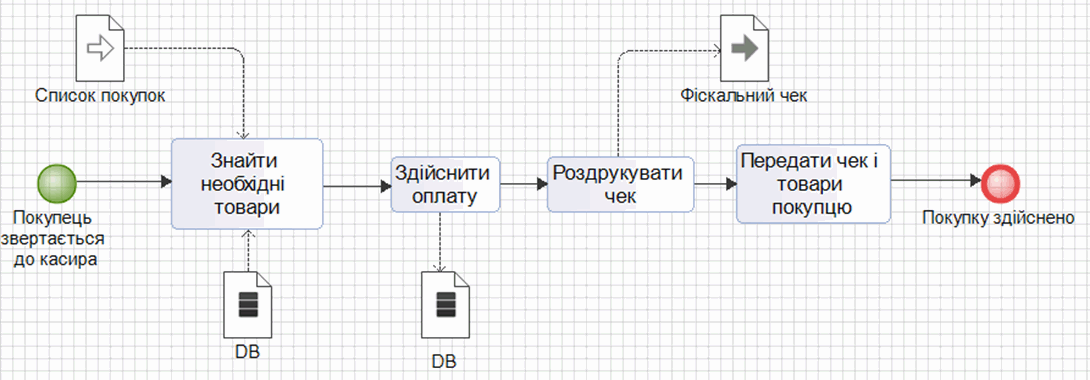 Список покупок
Фіскальний чек
Знайти
необхідні
товари
Здійснити
оплату
Роздрукувати
чек
Передати чек і
товари
покупцю
Покупець
звертається
до касира
Покупку здійснено
DB
DB